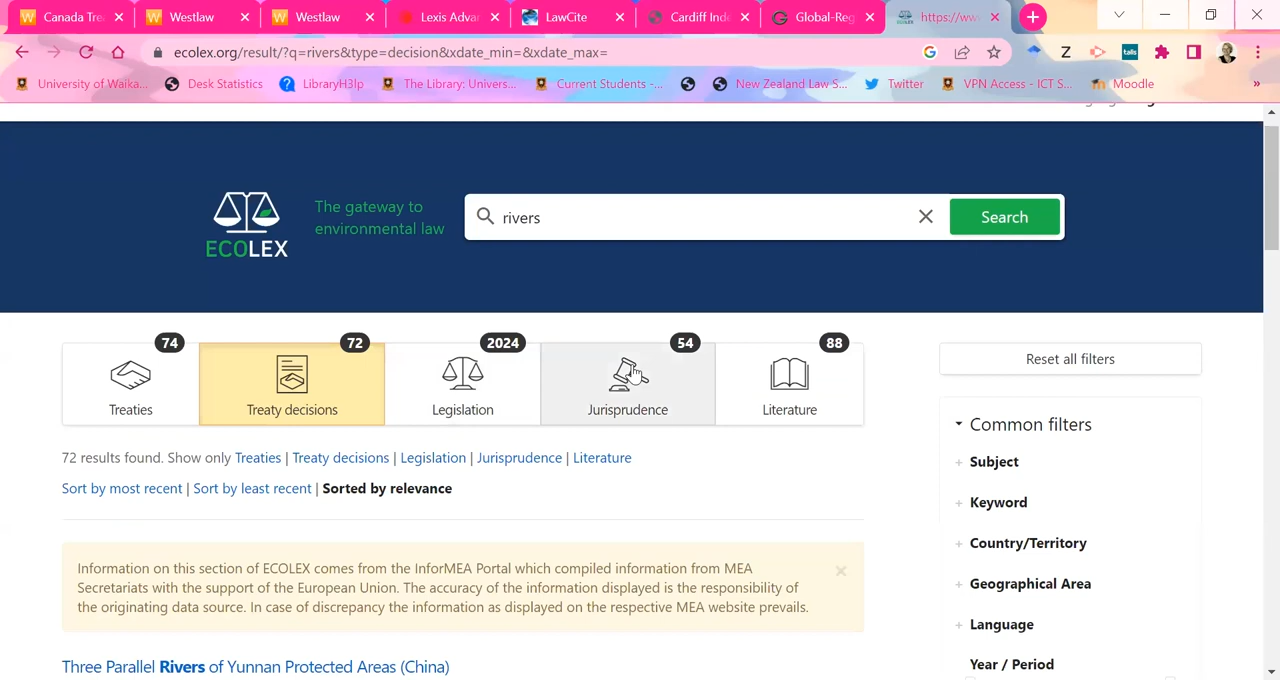 Canada Tre
Westlaw
Westlaw
Lexis Advar
LawCite
Cardiff Inde
Global-Reg
https://ww
ecolex.org/result/?q=rivers&type=decision&xdate_min=&xdate_max=
University of Waika...
Desk Statistics
LibraryH3lp
The Library: Univers...
Current Students -...
New Zealand Law S...
Twitter
VPN Access - ICT S...
Moodle
»
ECOLEX
The gateway to
environmental law
rivers
Search
74
72
2024
54
88
Treaties
Treaty decisions
Legislation
Jurisprudence
Literature
Reset all filters
72 results found. Show only Treaties | Treaty decisions | Legislation | Jurisprudence | Literature
Sort by most recent | Sort by least recent | Sorted by relevance
Information on this section of ECOLEX comes from the InforMEA Portal which compiled information from MEA
Secretariats with the support of the European Union. The accuracy of the information displayed is the responsibility of
the originating data source. In case of discrepancy the information as displayed on the respective MEA website prevails.
Three Parallel Rivers of Yunnan Protected Areas (China)
Common filters
Subject
Keyword
Country/Territory
Geographical Area
Language
Year / Period